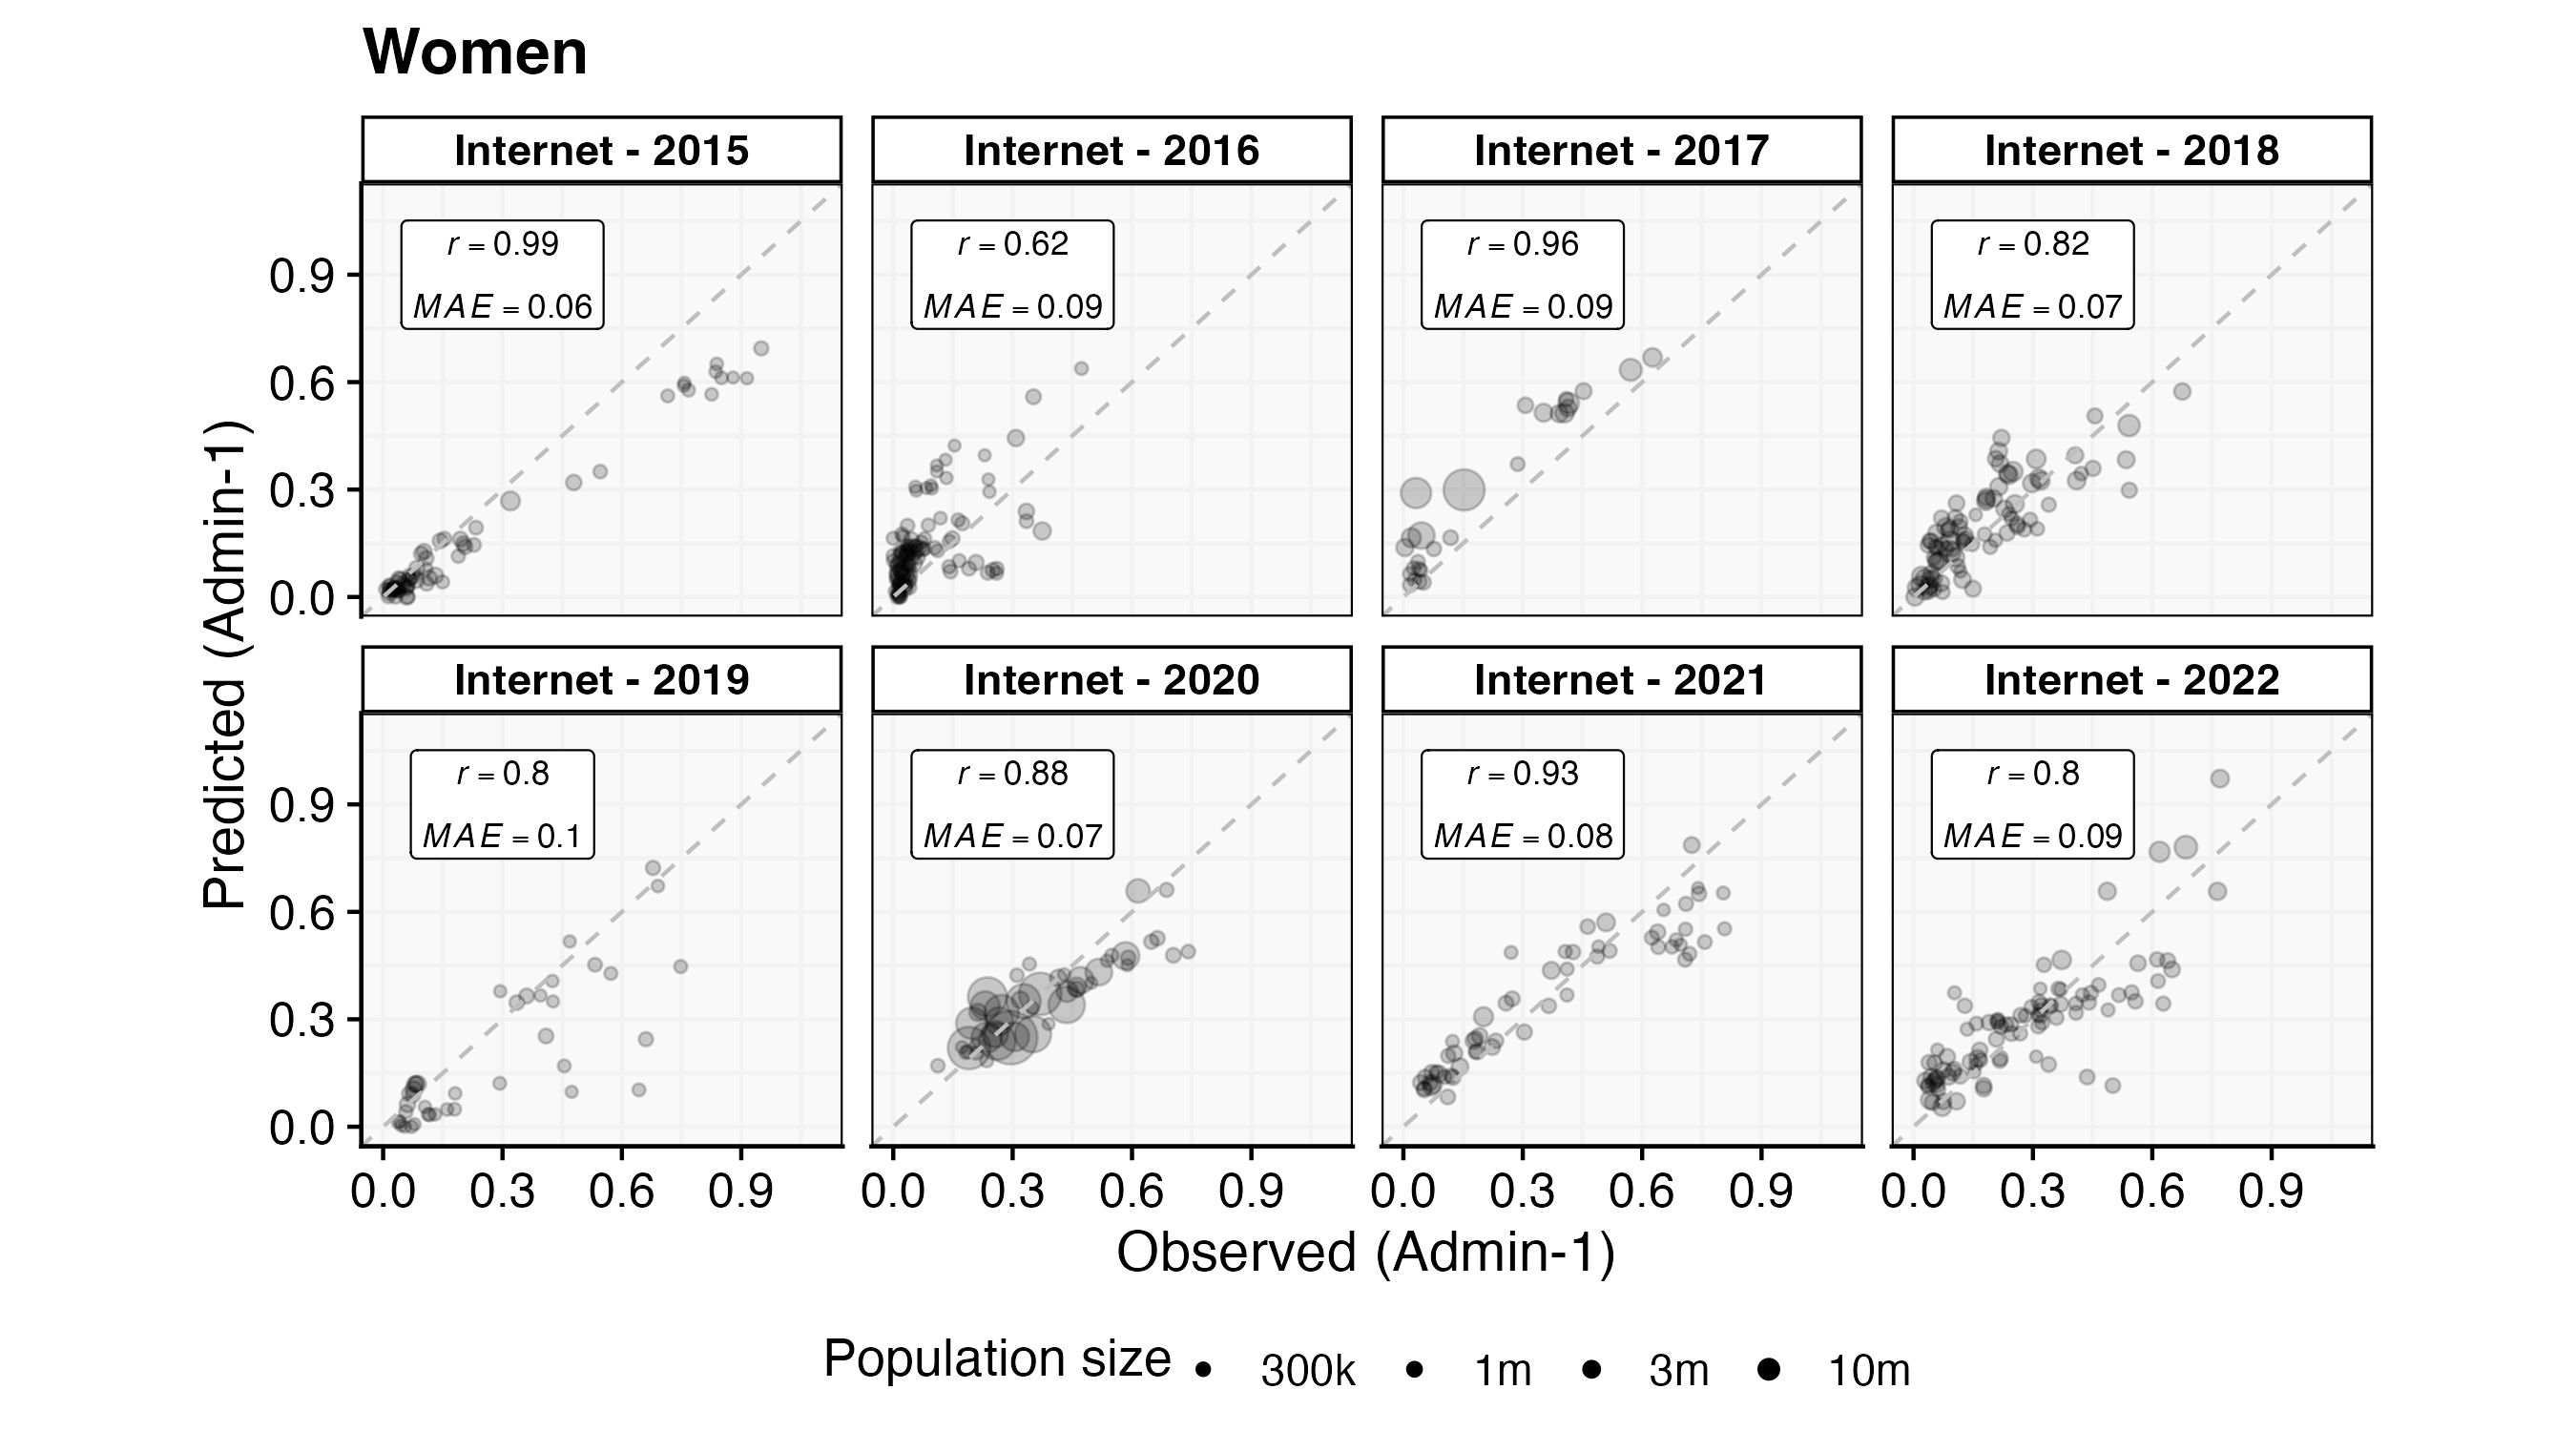 Women
Internet - 2015
Internet - 2016
Internet - 2017
Internet - 2018
r = 0.99
MAE = 0.06
r = 0.62
MAE = 0.09
r = 0.96
MAE = 0.09
r = 0.82
MAE = 0.07
0.9
0.6
0.3
0.0
Predicted (Admin-1)
Internet - 2019
Internet - 2020
Internet - 2021
Internet - 2022
r = 0.8
MAE = 0.1
r = 0.88
MAE = 0.07
r = 0.93
MAE = 0.08
r = 0.8
MAE = 0.09
0.9
0.6
0.3
0.0
0.0 0.3 0.6 0.9
0.0 0.3 0.6 0.9
0.0 0.3 0.6 0.9
0.0 0.3 0.6 0.9
Observed (Admin-1)
Population size 300k 1m 3m 10m